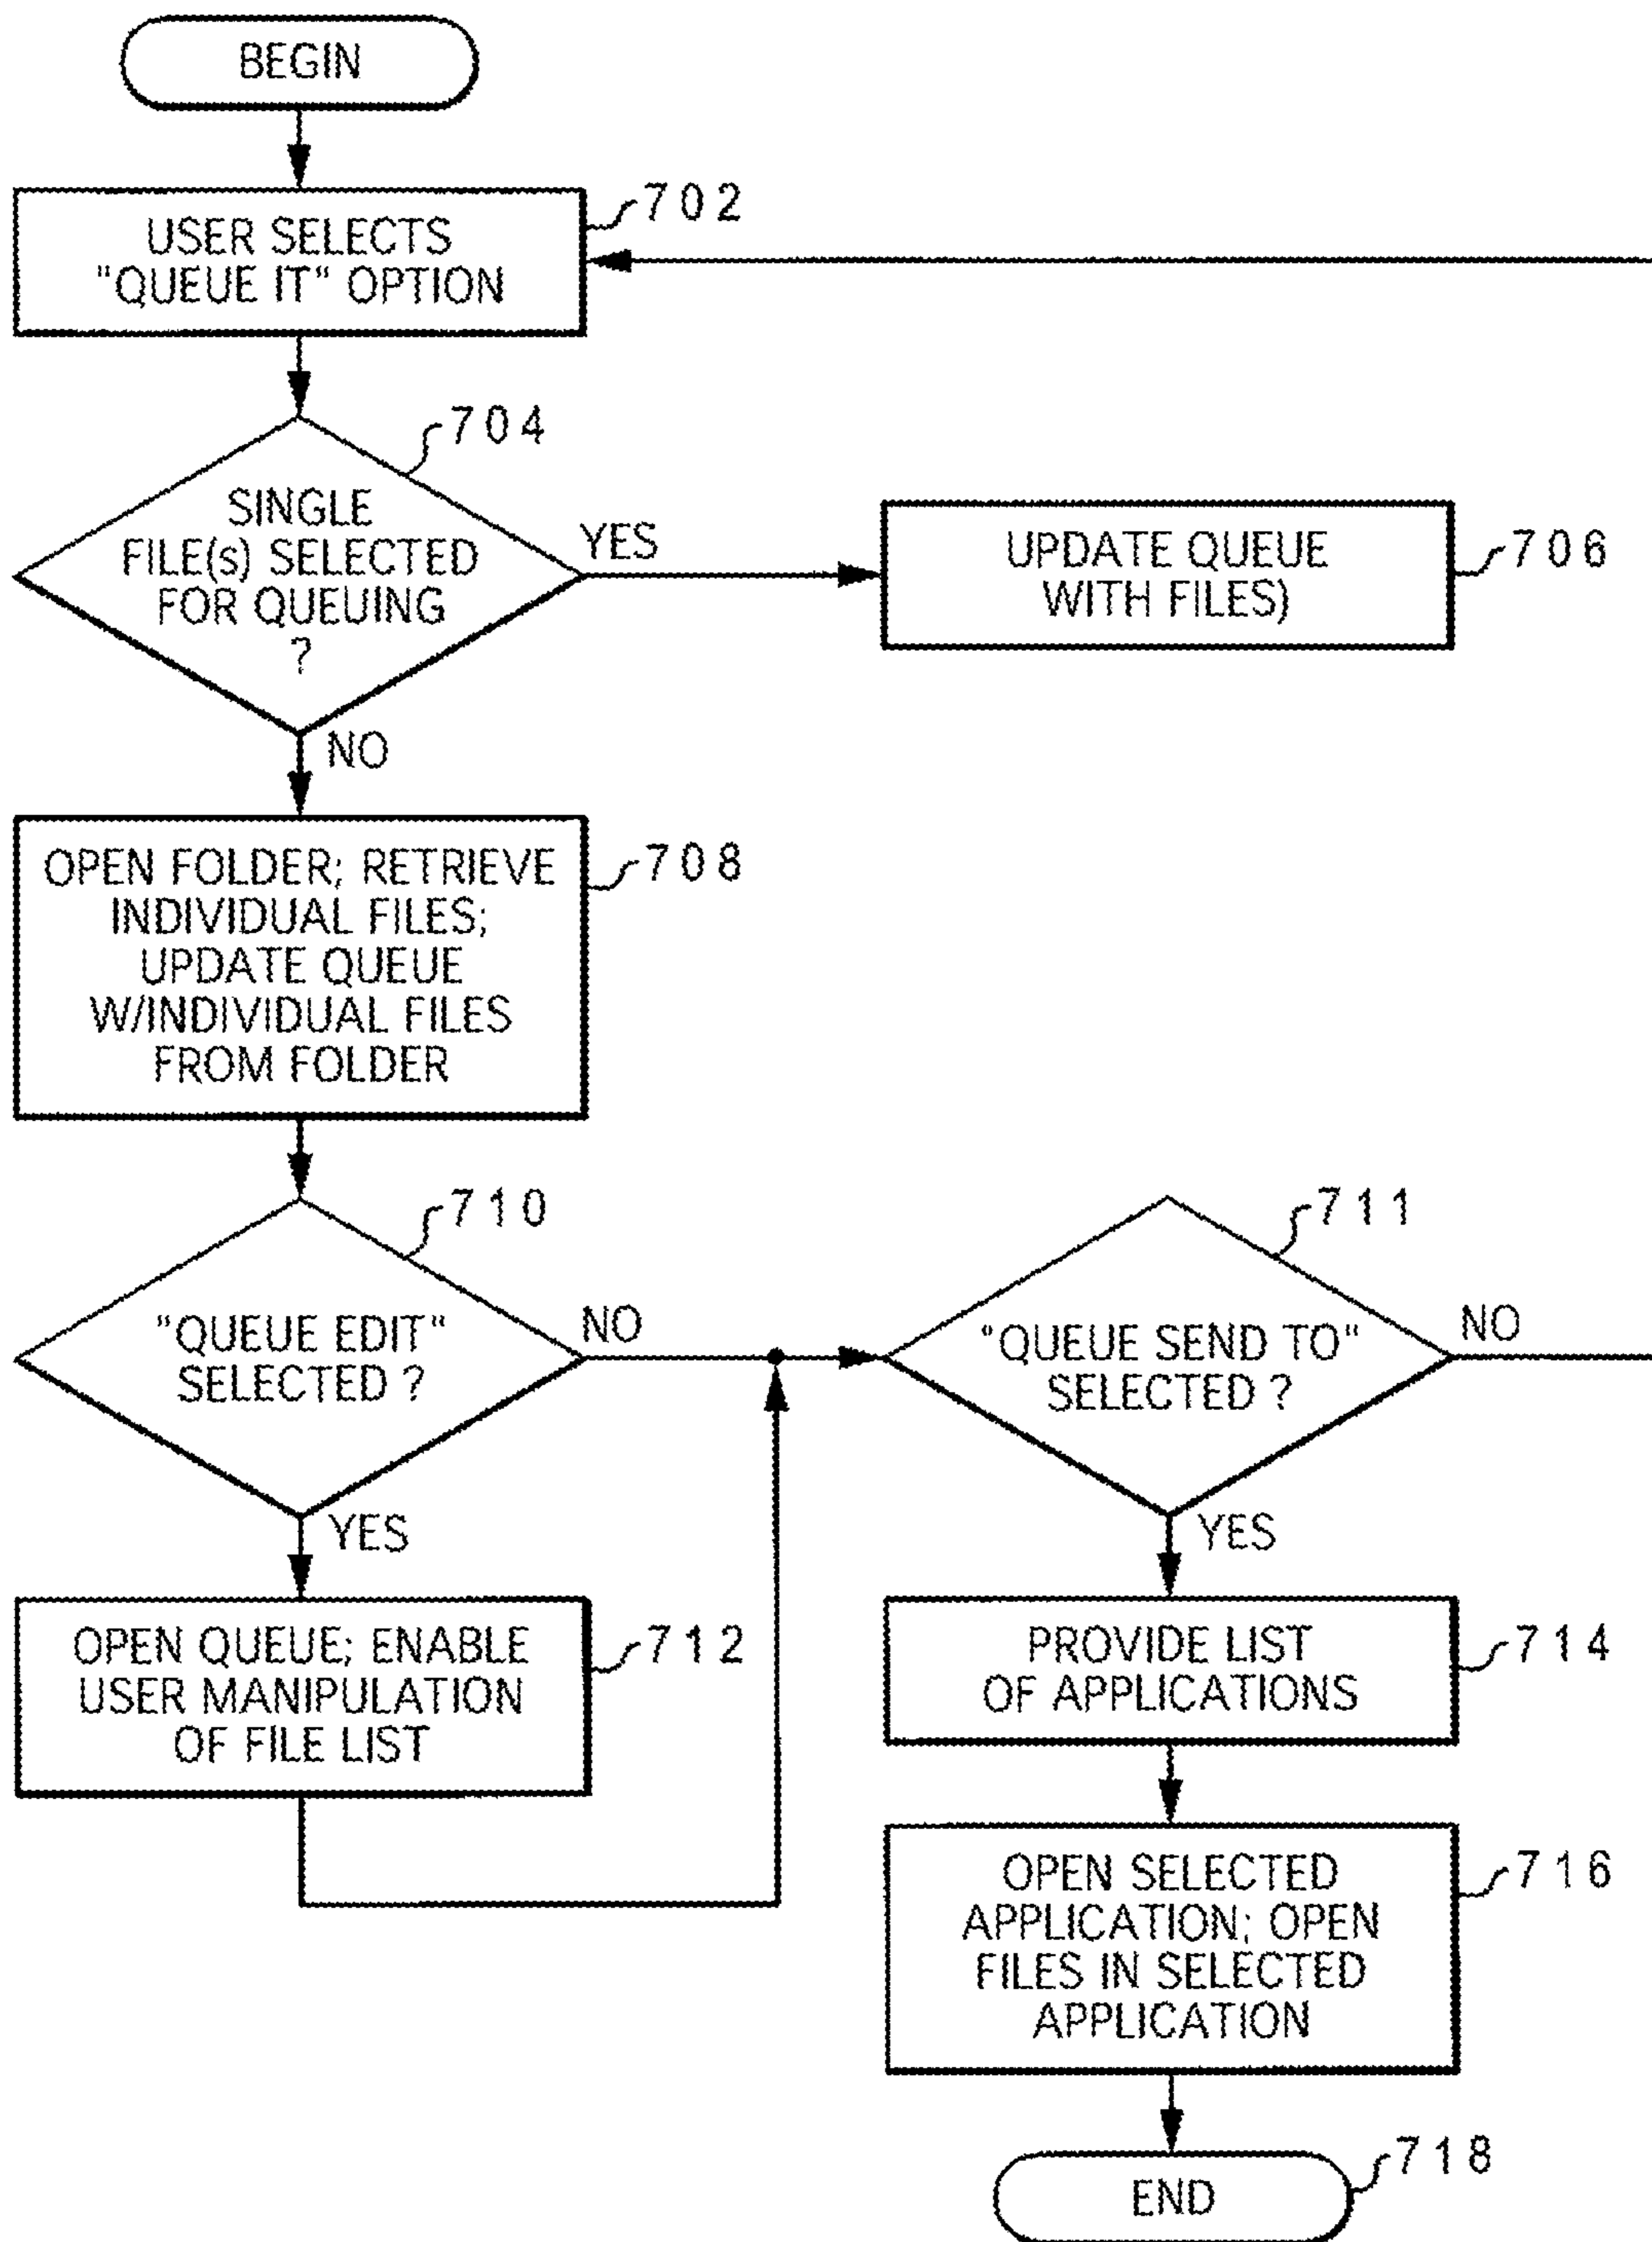 BEGIN
702
USER SELECTS
"QUEUE IT" OPTION
704
SINGLE
FILE(s) SELECTED
FOR QUEUING
?
YES
UPDATE QUEUE
WITH FILES)
706
NO
OPEN FOLDER; RETRIEVE
INDIVIDUAL FILES;
UPDATE QUEUE
W/INDIVIDUAL FILES
FROM FOLDER
708
710
"QUEUE EDIT"
SELECTED ?
NO
YES
711
"QUEUE SEND TO"
SELECTED ?
NO
YES
OPEN QUEUE; ENABLE
USER MANIPULATION
OF FILE LIST
712
PROVIDE LIST
OF APPLICATIONS
714
OPEN SELECTED
APPLICATION; OPEN
FILES IN SELECTED
APPLICATION
716
END
718